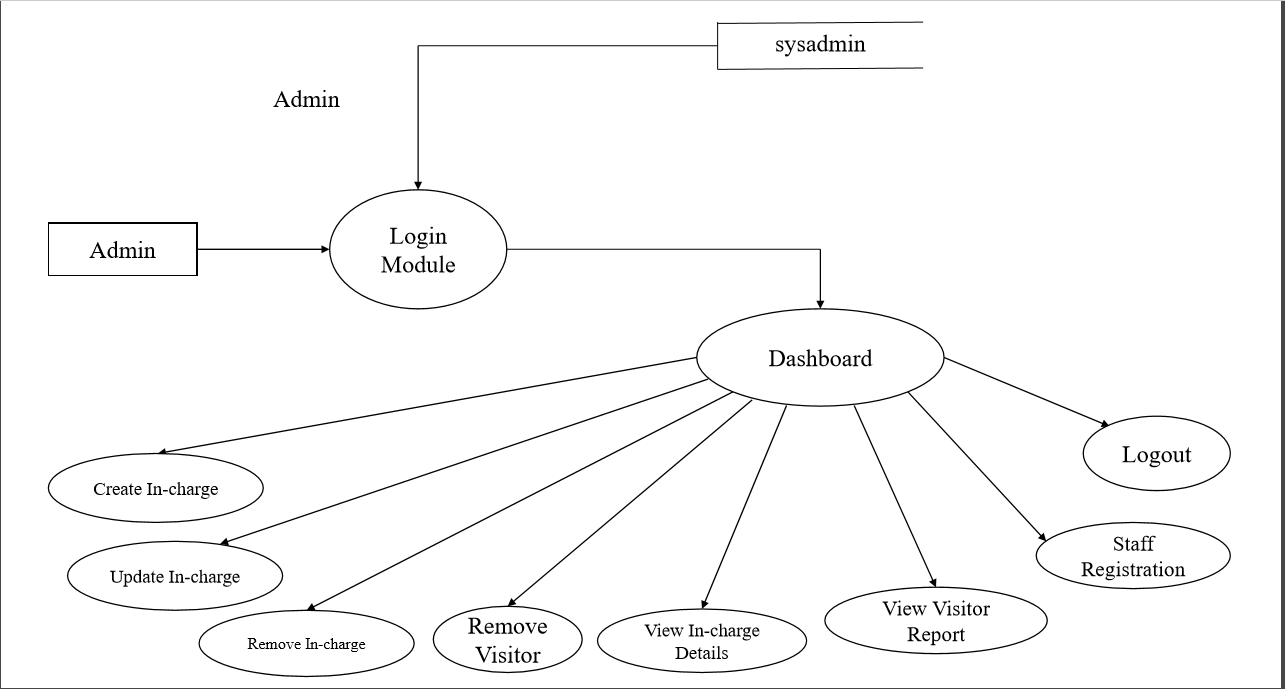 sysadmin
Admin
Admin
Login
Module
Dashboard
Create In-charge
Update In-charge
Remove In-charge
Remove
Visitor
View In-charge
Details
View Visitor
Report
Staff
Registration
Logout